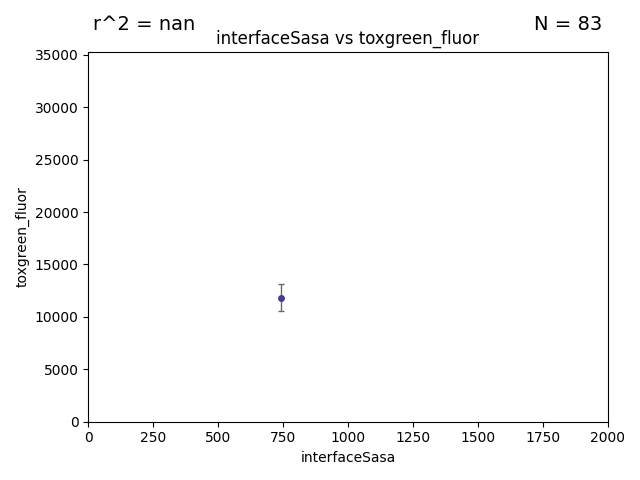 r^2 = nan
N = 83
interfaceSasa vs toxgreen_fluor
35000
30000
25000
20000
15000
10000
5000
0
toxgreen_fluor
0 250 500 750 1000 1250 1500 1750 2000
interfaceSasa